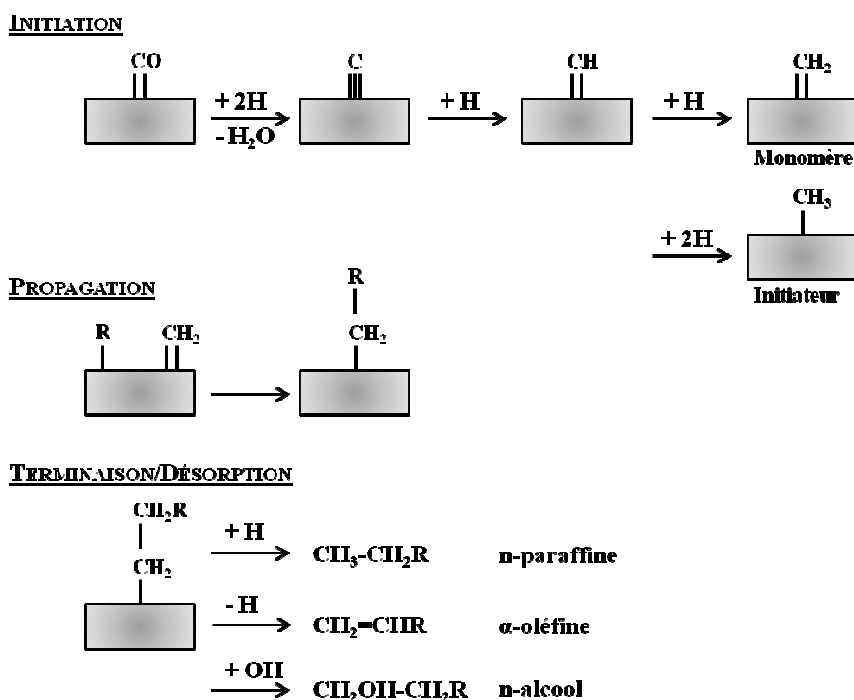 INITIATION
CO C CH CH₂
+ 2H + H + H
- H₂O
Monomère
CH₃
+ 2H
Initiateur
PROPAGATION
R
R CH₂ CH₂
TERMINAISON/DÉSORPTION
CH₂R
+ H
CH₃-CH₂R n-paraffine
CH₂
- H
CH₂=CHR α-oléfine
+ OH
CH₂OH-CH₂R n-alcool